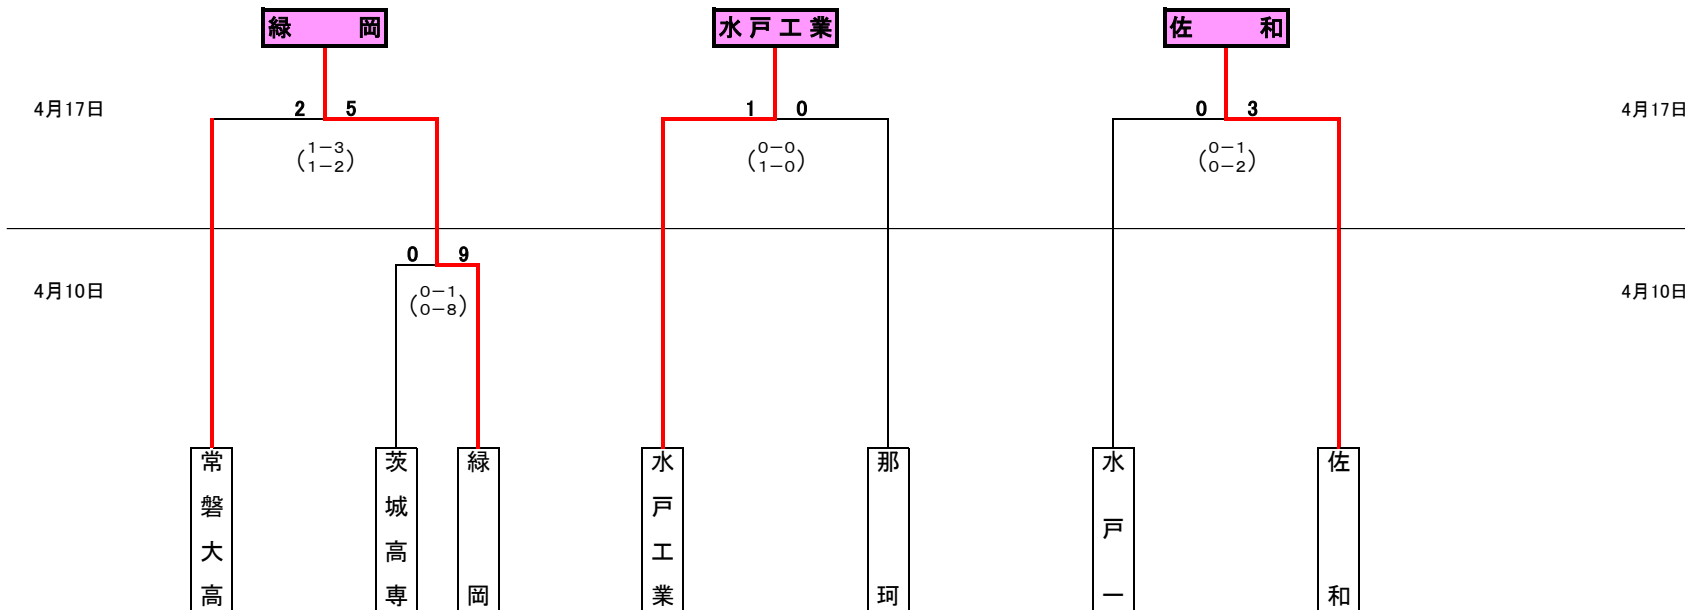 緑 岡
水戸工業
佐 和
4月17日
2 5
1 0
0 3
4月17日
(1-3
1-2)
(0-0
1-0)
(0-1
0-2)
0 9
4月10日
(0-1
0-8)
4月10日
常磐大高
茨城高専
緑岡
水戸工業
那珂
水戸一
佐和